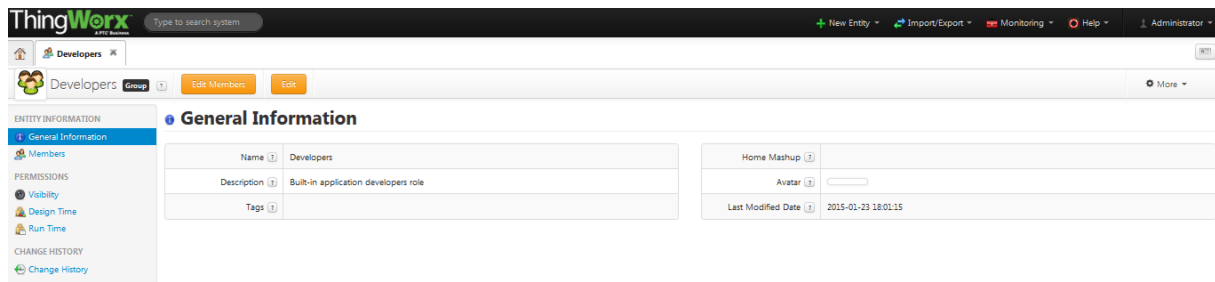 ThingWorx
A PTC Business
Type to search system
New Entity
Import/Export
Monitoring
Help
Administrator
Developers
Developers Group ? Edit Members Edit
More
ENTITY INFORMATION
General Information
Members
PERMISSIONS
Visibility
Design Time
Run Time
CHANGE HISTORY
Change History
General Information
Name ? Developers
Description ? Built-in application developers role
Tags ?
Home Mashup ?
Avatar ?
Last Modified Date ? 2015-01-23 18:01:15